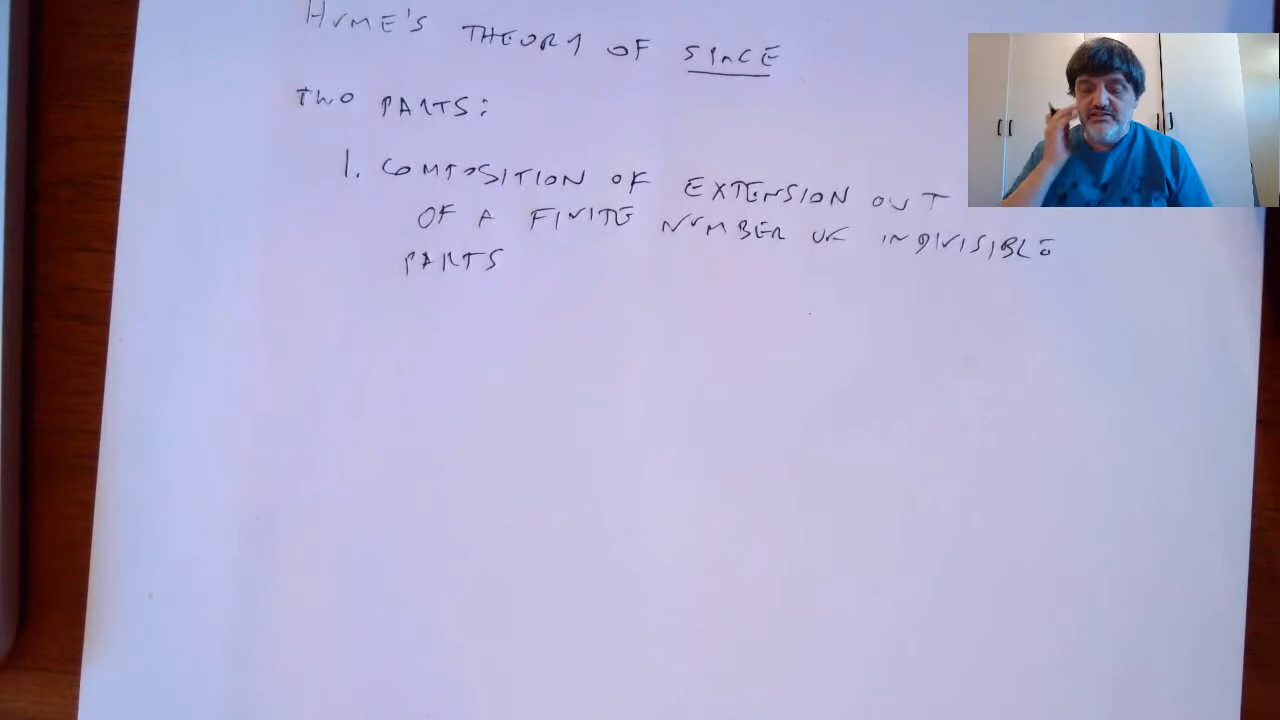 HUME'S THEORY OF SPACE
TWO PARTS:
1. COMPOSITION OF EXTENSION OUT
OF A FINITE NUMBER OF INDIVISIBLE
PARTS